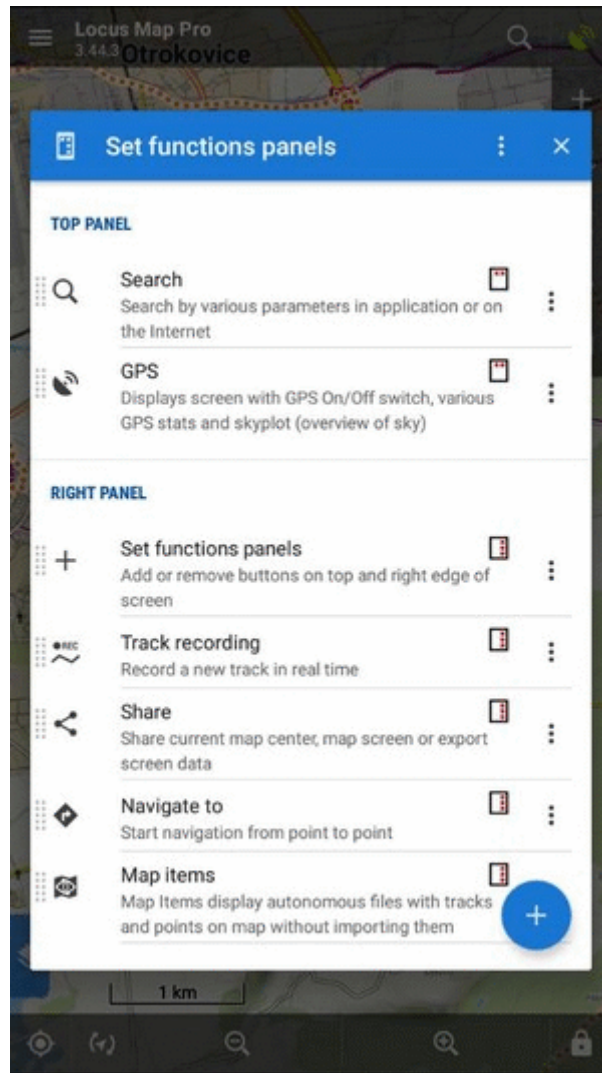 Locus Map Pro
3.44.3
Otrokovice
Set functions panels
TOP PANEL
Search
Search by various parameters in application or on
the Internet
GPS
Displays screen with GPS On/Off switch, various
GPS stats and skyplot (overview of sky)
RIGHT PANEL
Set functions panels
Add or remove buttons on top and right edge of
screen
REC
Track recording
Record a new track in real time
Share
Share current map center, map screen or export
screen data
Navigate to
Start navigation from point to point
Map items
Map Items display autonomous files with tracks
and points on map without importing them
1 km